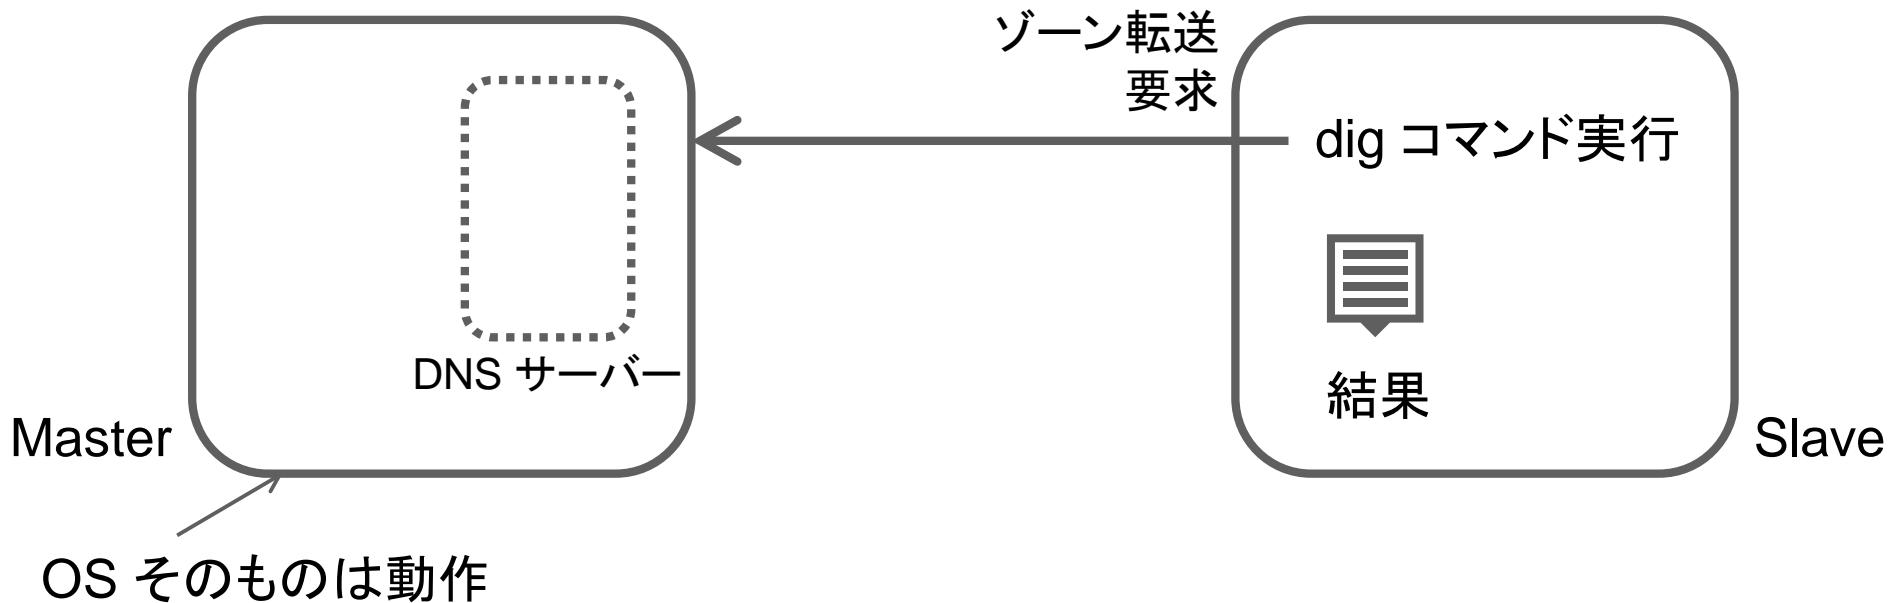 ゾーン転送
要求
dig コマンド実行
DNS サーバー
結果
Master
Slave
OS そのものは動作